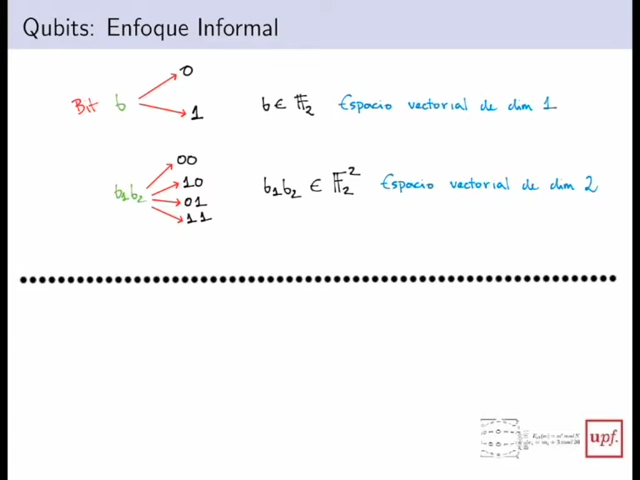 Qubits: Enfoque Informal
Bit b 0
1
b ∈ 𝔽₂ Espacio vectorial de dim 1
b₁b₂ 00
10
01
11
b₁b₂ ∈ 𝔽₂² Espacio vectorial de dim 2
upf.